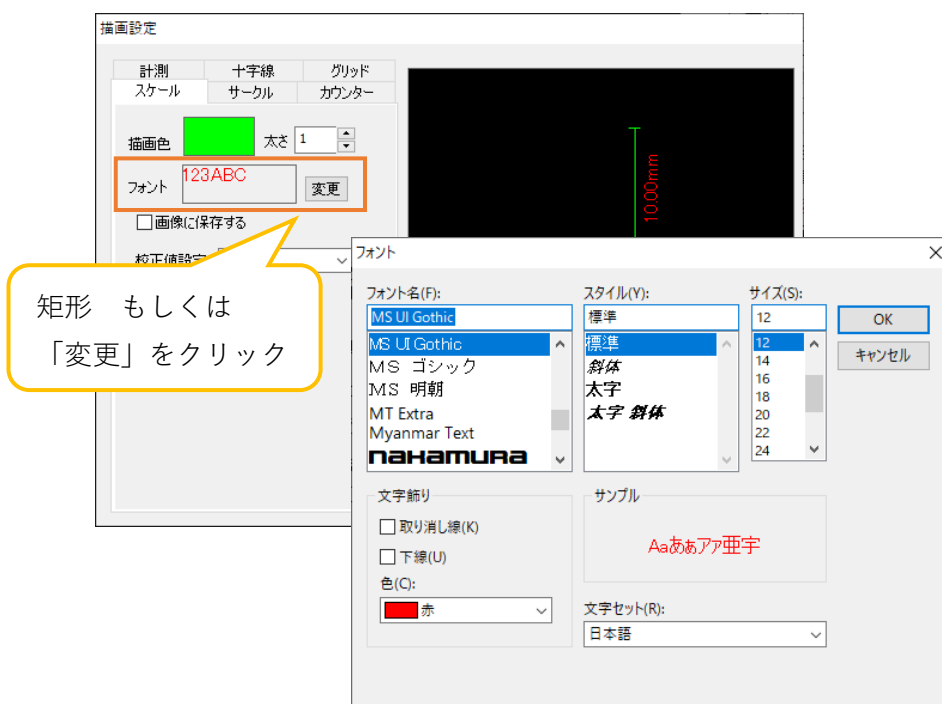 描画設定
計測 十字線 グリッド
スケール サークル カウンター
描画色 太さ 1
フォント 123ABC 変更
画像に保存する
校正値設定
10.00mm
矩形 もしくは
「変更」をクリック
フォント
フォント名(F): スタイル(Y): サイズ(S):
MS UI Gothic 標準 12 OK
キャンセル
MS UI Gothic
MS ゴシック
MS 明朝
MT Extra
Myanmar Text
nakamura
標準
斜体
太字
太字 斜体
12
14
16
18
20
22
24
文字飾り
取り消し線(K)
下線(U)
色(C):
赤
サンプル
Aaあぁアァ亜宇
文字セット(R):
日本語